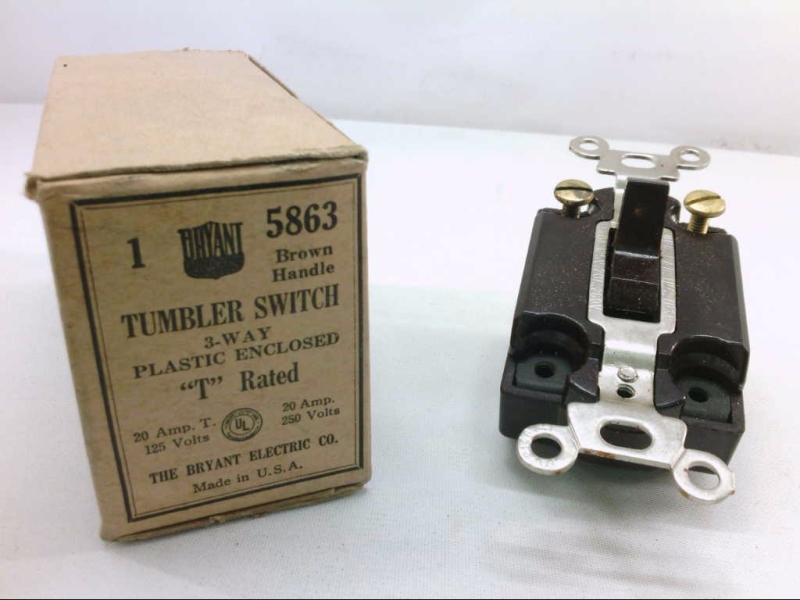 1 BRYANT 5863
Brown
Handle
TUMBLER SWITCH
3-WAY
PLASTIC ENCLOSED
"T" Rated
20 Amp. T. 20 Amp.
125 Volts UL 250 Volts
THE BRYANT ELECTRIC CO.
Made in U.S.A.